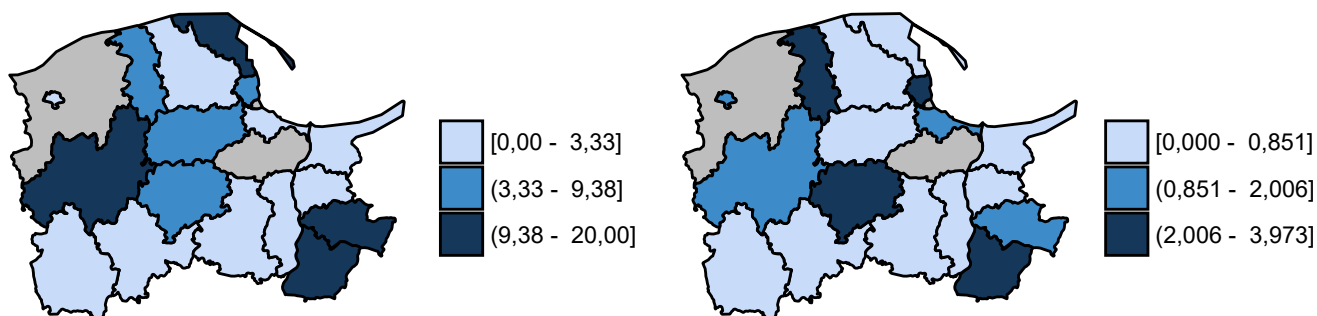 [0,00 - 3,33]
(3,33 - 9,38]
(9,38 - 20,00]
[0,000 - 0,851]
(0,851 - 2,006]
(2,006 - 3,973]